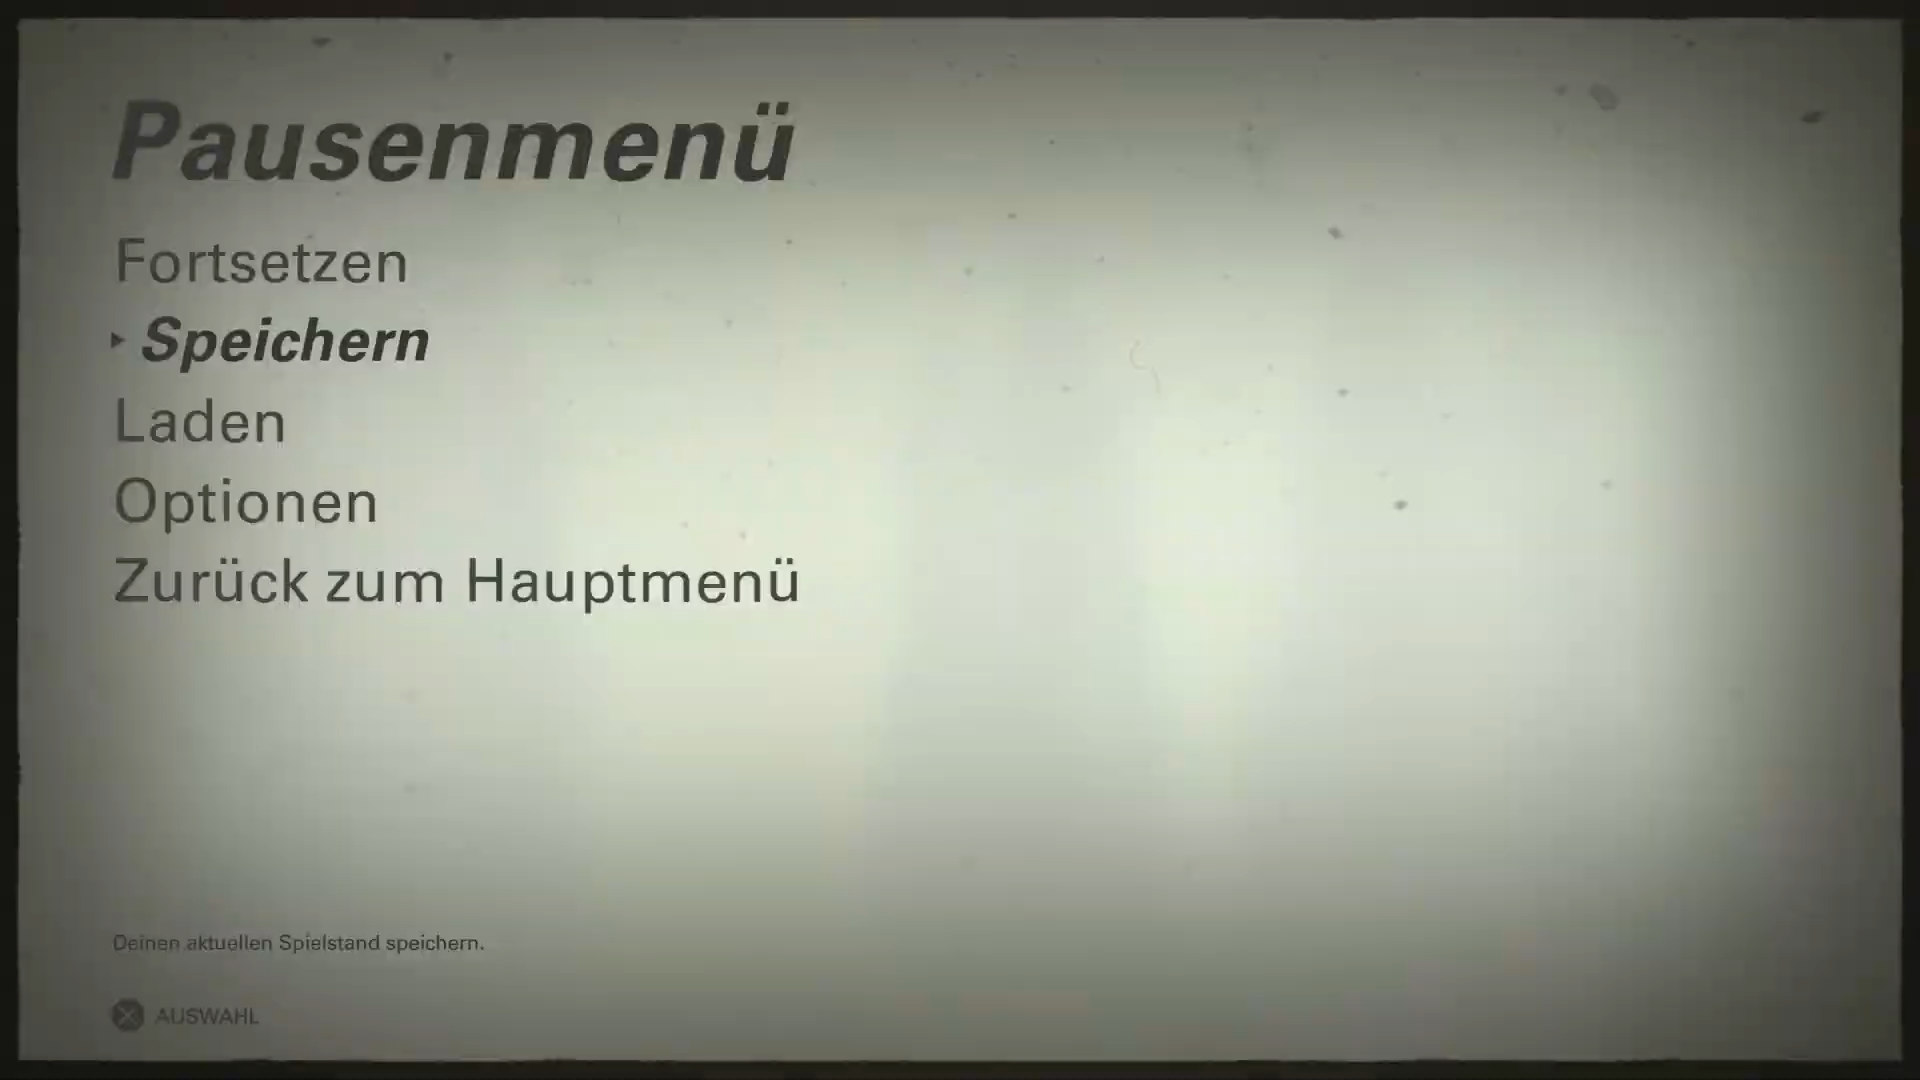 Pausenmenü
Fortsetzen
Speichern
Laden
Optionen
Zurück zum Hauptmenü
Deinen aktuellen Spielstand speichern.
AUSWAHL